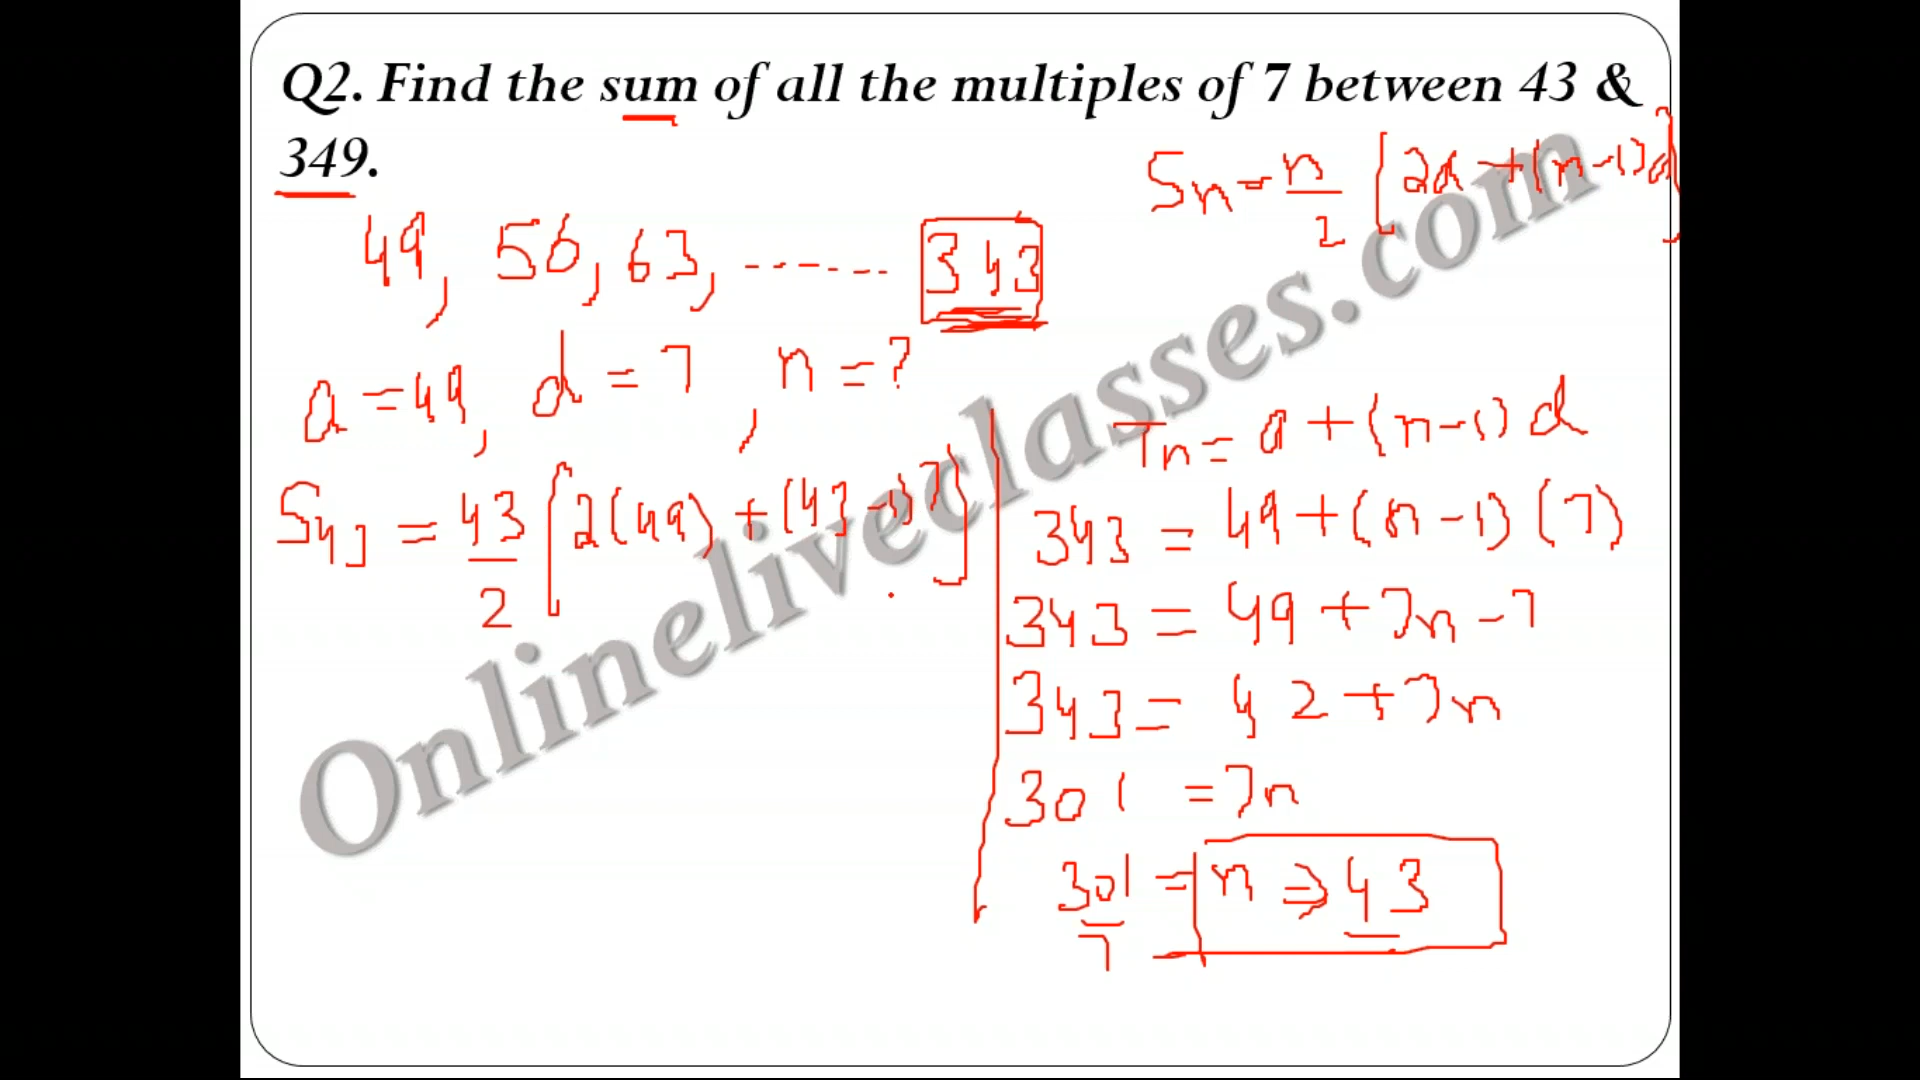 Q2. Find the sum of all the multiples of 7 between 43 &
349.
Sn = n/2 [2a + (n-1)d]
49, 56, 63, ------- 343
a = 49, d = 7, n = ?
S43 = 43/2 [2(49) + (43-1)7]
Tn = a + (n-1) d
343 = 49 + (n-1) (7)
343 = 49 + 7n - 7
343 = 42 + 7n
301 = 7n
301/7 = n ⇒ 43
Onlineliveclasses.com